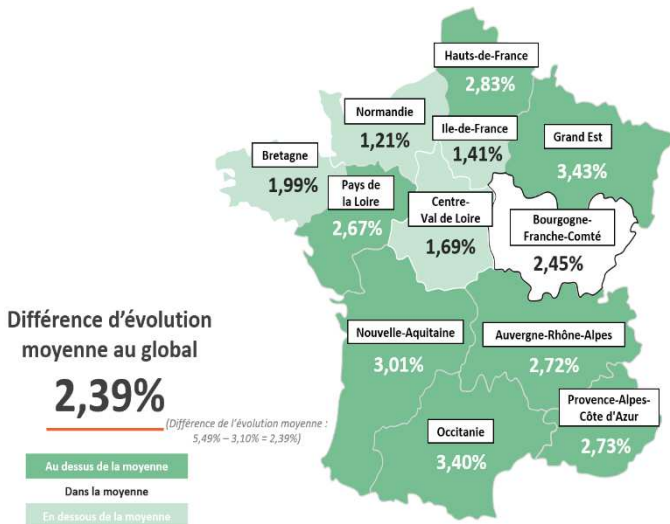 Hauts-de-France
2,83%
Normandie
1,21%
Ile-de-France
1,41%
Grand Est
3,43%
Bretagne
1,99%
Pays de
la Loire
2,67%
Centre-
Val de Loire
1,69%
Bourgogne-
Franche-Comté
2,45%
Différence d'évolution
moyenne au global
2,39%
(Différence de l'évolution moyenne :
5,49% – 3,10% = 2,39%)
Nouvelle-Aquitaine
3,01%
Auvergne-Rhône-Alpes
2,72%
Provence-Alpes-
Côte d'Azur
2,73%
Occitanie
3,40%
Au dessus de la moyenne
Dans la moyenne
En dessous de la moyenne